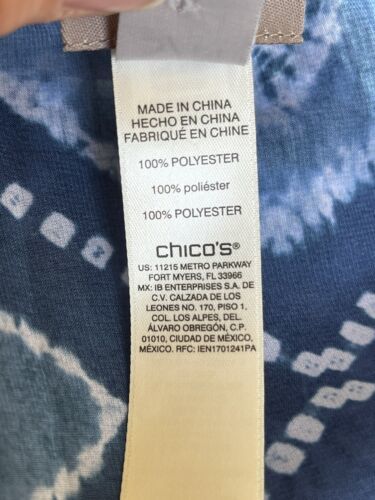 MADE IN CHINA
HECHO EN CHINA
FABRIQUÉ EN CHINE
100% POLYESTER
100% poliéster
100% POLYESTER
chico's®
US: 11215 METRO PARKWAY
FORT MYERS, FL 33966
MX: IB ENTERPRISES S.A. DE
C.V. CALZADA DE LOS
LEONES NO. 170, PISO 1,
COL. LOS ALPES, DEL.
ÁLVARO OBREGÓN, C.P.
01010, CIUDAD DE MÉXICO,
MÉXICO. RFC: IEN1701241PA